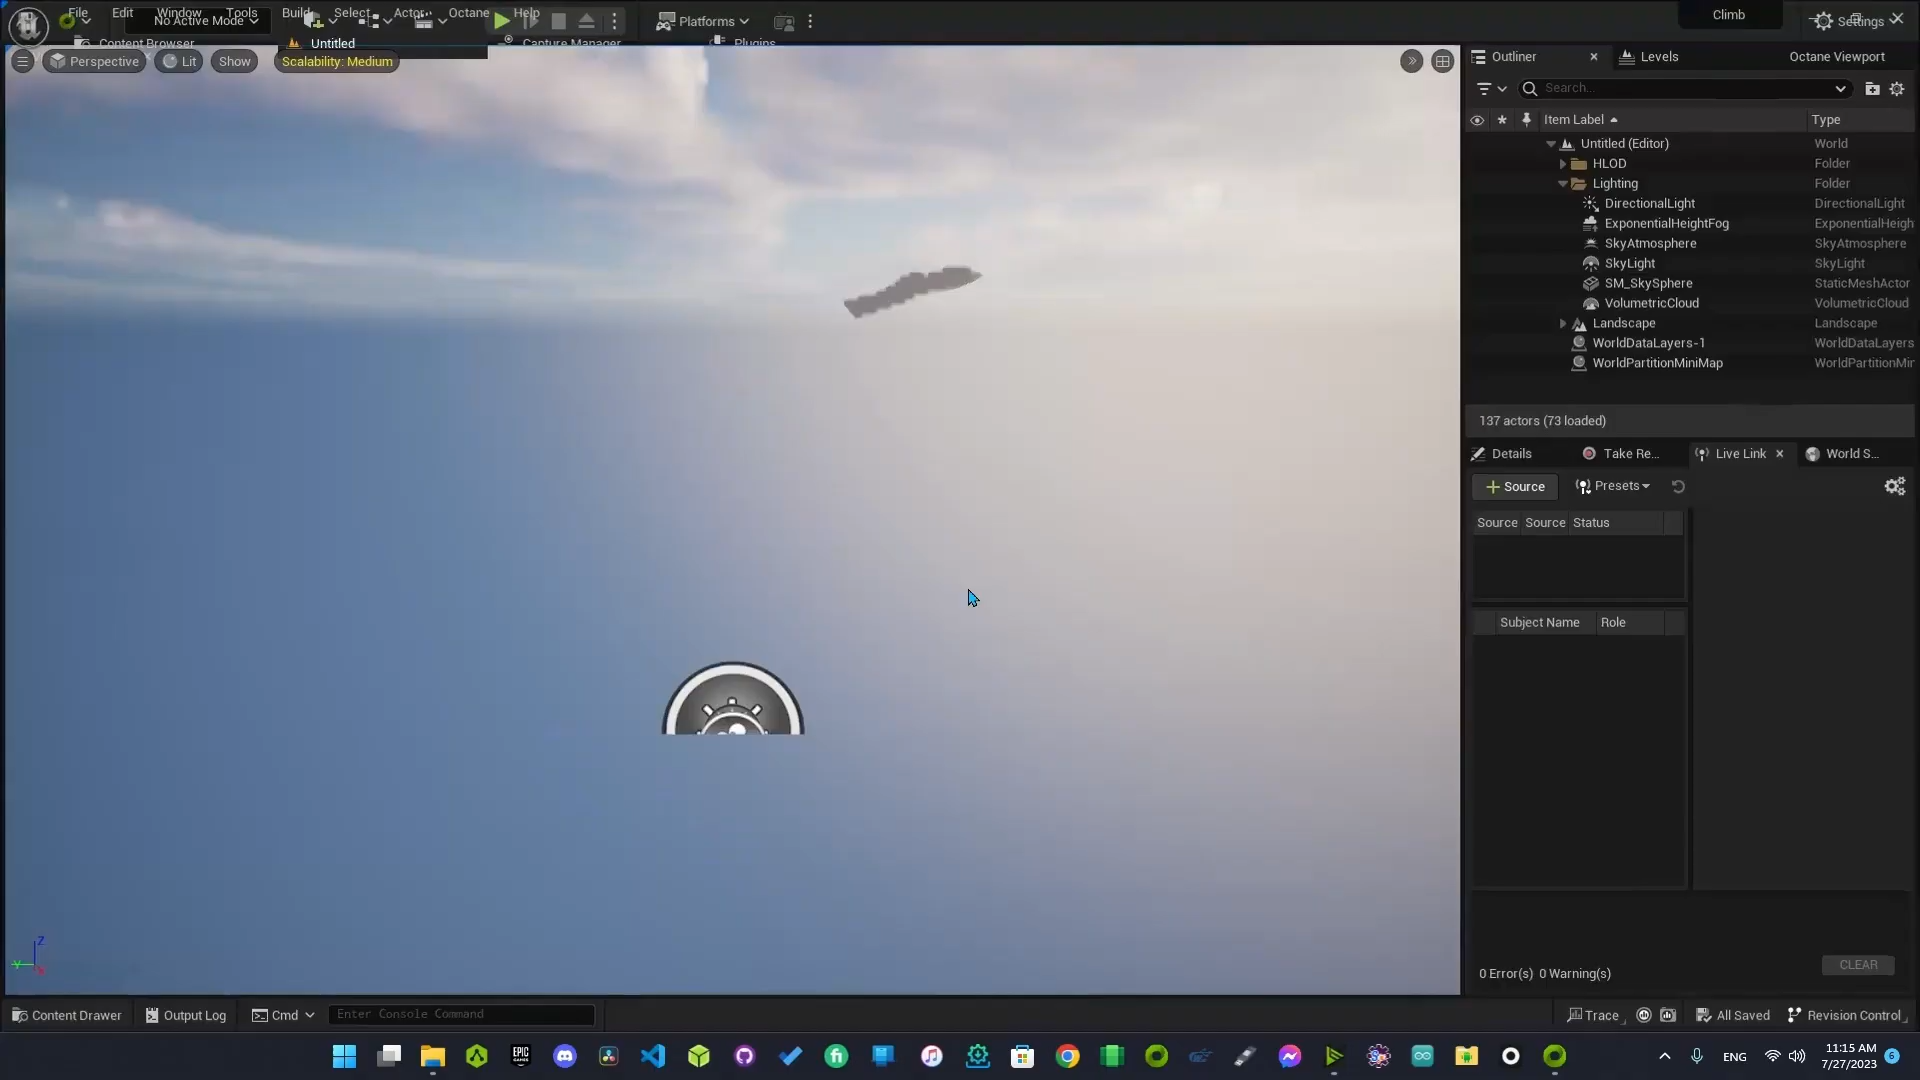 File Edit Window Tools Build Select Actor Octane Help
No Active Mode
Platforms
Climb
Settings
Content Browser
Untitled
Capture Manager
Plugins
Perspective
Lit
Show
Scalability: Medium
Outliner
Levels
Octane Viewport
Search...
Item Label
Type
Untitled (Editor) World
HLOD Folder
Lighting Folder
DirectionalLight DirectionalLight
ExponentialHeightFog ExponentialHeigh
SkyAtmosphere SkyAtmosphere
SkyLight SkyLight
SM_SkySphere StaticMeshActor
VolumetricCloud VolumetricCloud
Landscape Landscape
WorldDataLayers-1 WorldDataLayers
WorldPartitionMiniMap WorldPartitionMin
137 actors (73 loaded)
Details
Take Re...
Live Link
World S...
+ Source
Presets
Source Source Status
Subject Name Role
0 Error(s) 0 Warning(s)
CLEAR
Z
Y
X
Content Drawer
Output Log
Cmd
Enter Console Command
Trace
All Saved
Revision Control
EPIC
GAMES
ENG
11:15 AM
7/27/2023
6